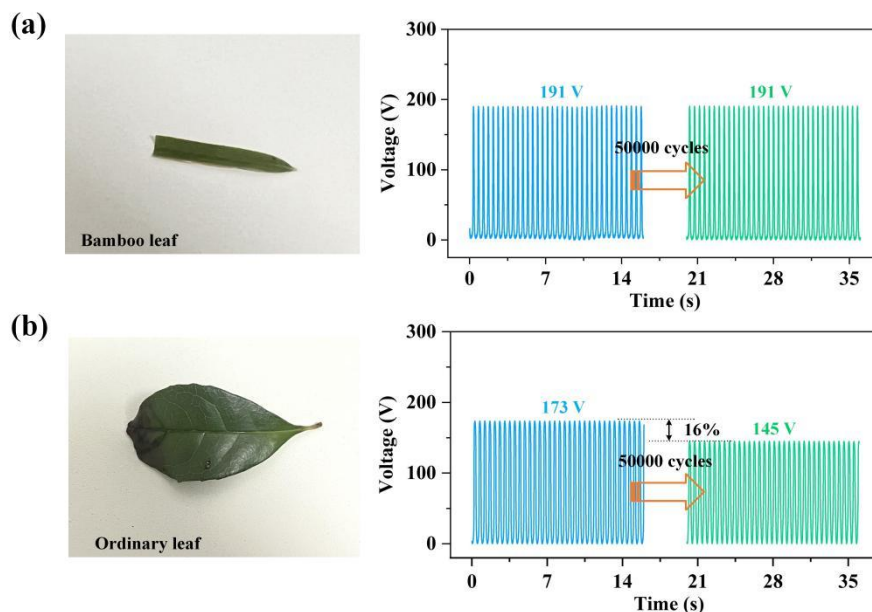 (a)
Bamboo leaf
Voltage (V)
300
200
100
0
191 V
191 V
50000 cycles
0
7
14
21
28
35
Time (s)
(b)
Ordinary leaf
Voltage (V)
300
200
100
0
173 V
16%
145 V
50000 cycles
0
7
14
21
28
35
Time (s)